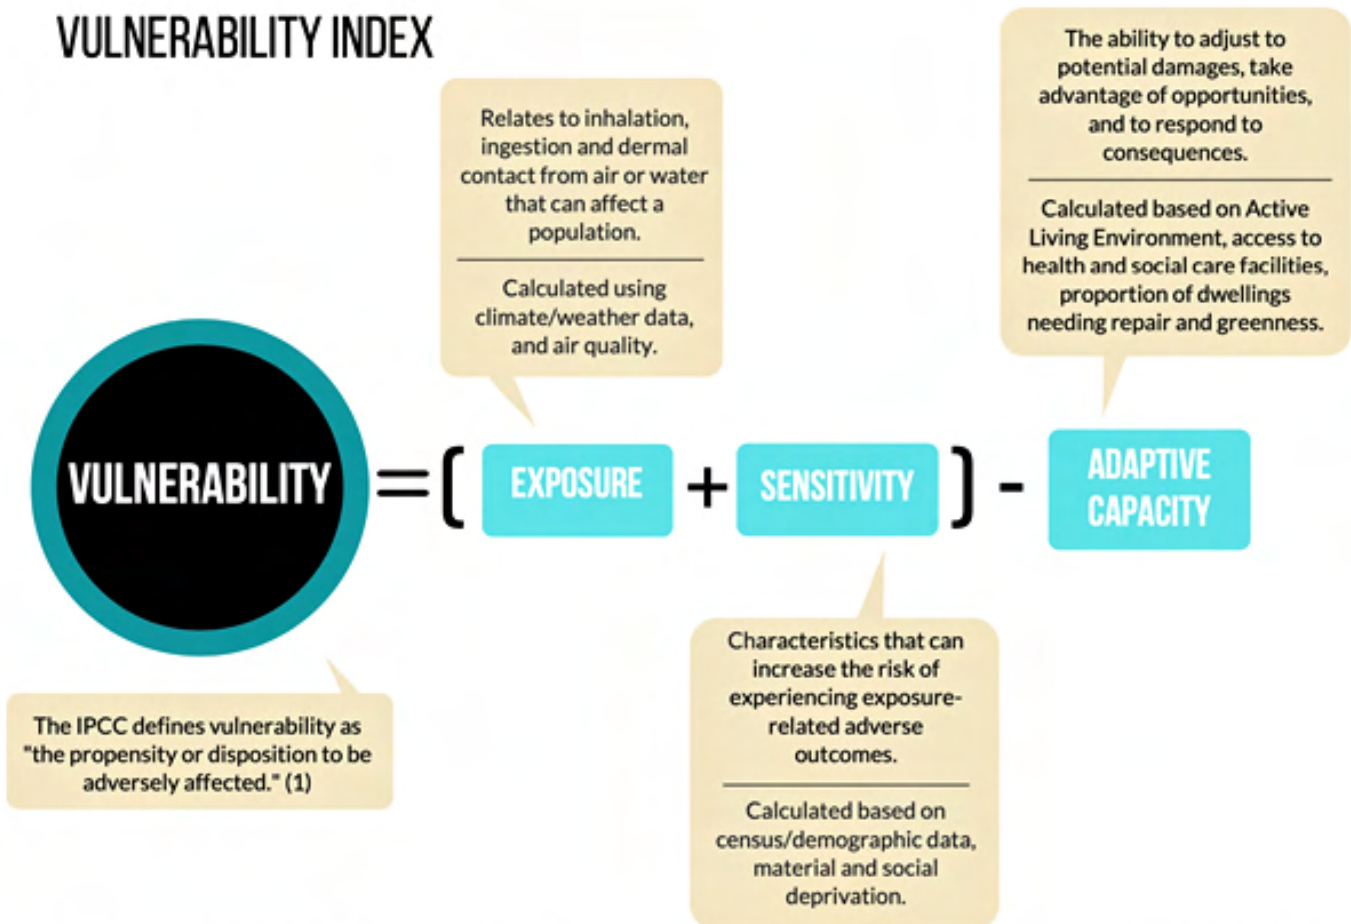 VULNERABILITY INDEX
Relates to inhalation,
ingestion and dermal
contact from air or water
that can affect a
population.
Calculated using
climate/weather data,
and air quality.
The ability to adjust to
potential damages, take
advantage of opportunities,
and to respond to
consequences.
Calculated based on Active
Living Environment, access to
health and social care facilities,
proportion of dwellings
needing repair and greenness.
VULNERABILITY = ( EXPOSURE + SENSITIVITY ) - ADAPTIVE
CAPACITY
The IPCC defines vulnerability as
"the propensity or disposition to be
adversely affected." (1)
Characteristics that can
increase the risk of
experiencing exposure-
related adverse
outcomes.
Calculated based on
census/demographic data,
material and social
deprivation.